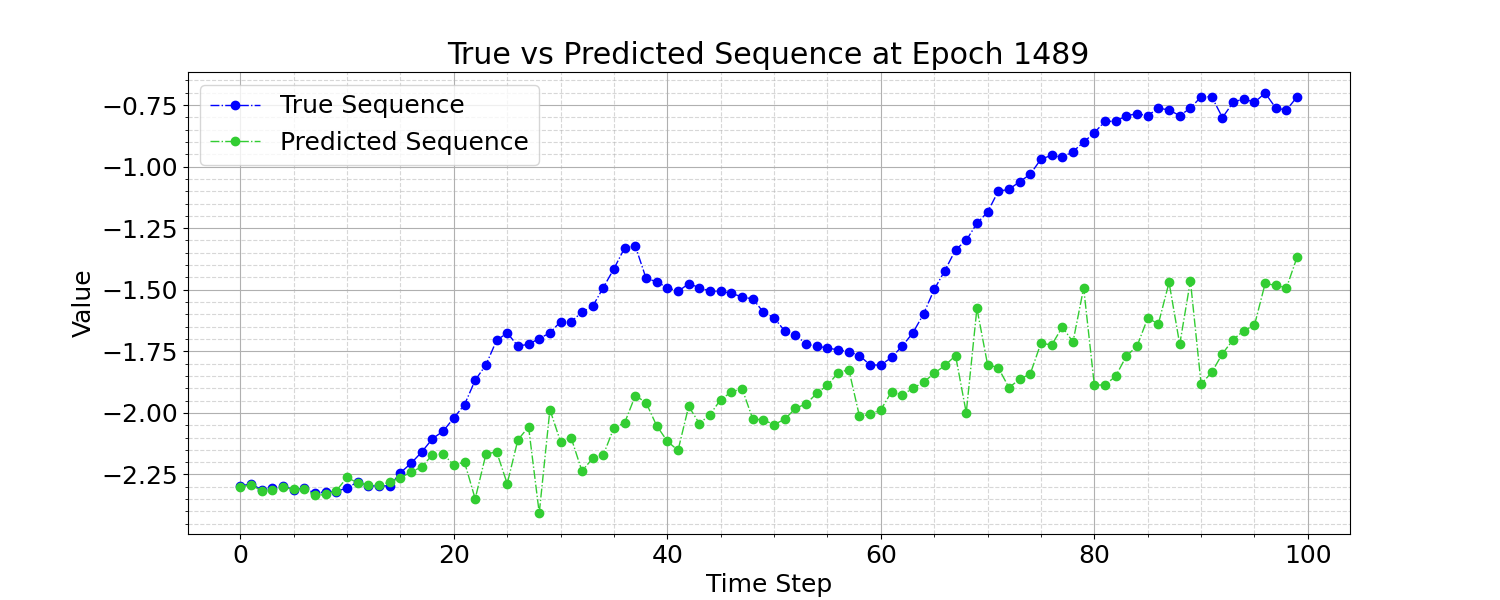 True vs Predicted Sequence at Epoch 1489
True Sequence
Predicted Sequence
Value
−0.75
−1.00
−1.25
−1.50
−1.75
−2.00
−2.25
0 20 40 60 80 100
Time Step